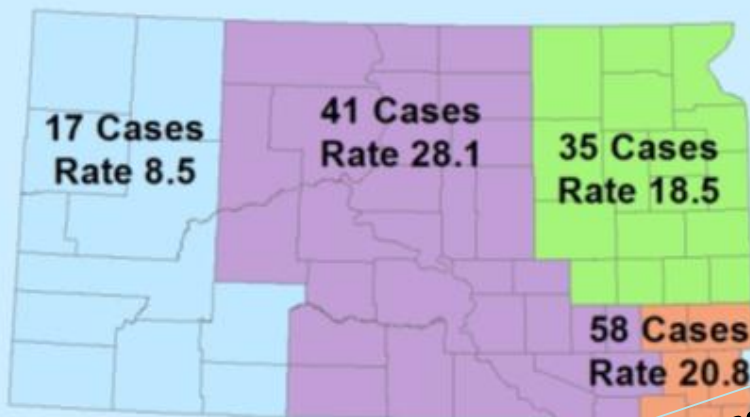 17 Cases
Rate 8.5
41 Cases
Rate 28.1
35 Cases
Rate 18.5
58 Cases
Rate 20.8